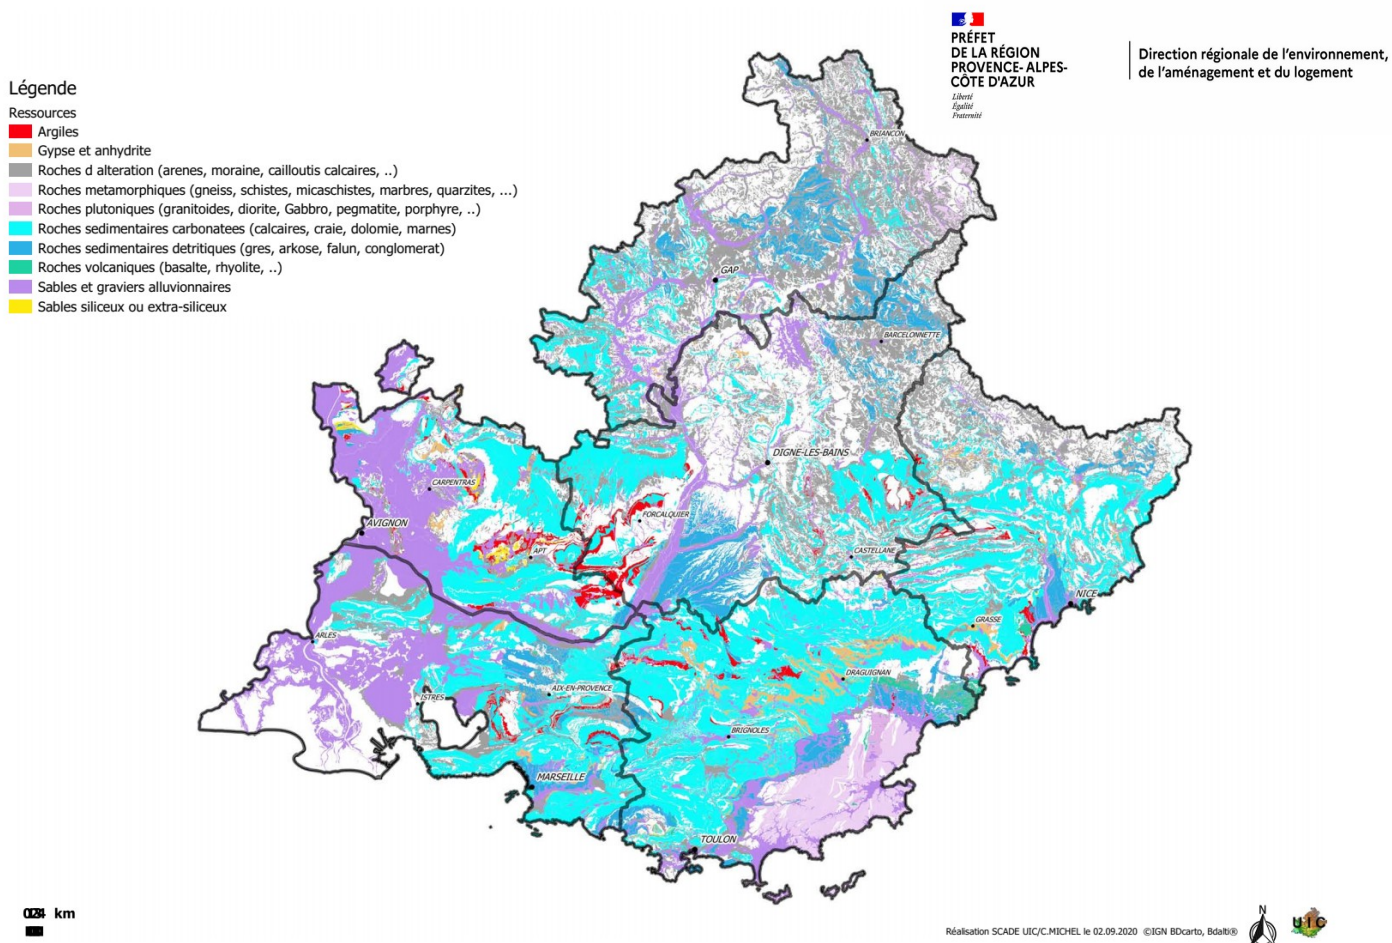 PRÉFET
DE LA RÉGION
PROVENCE- ALPES-
CÔTE D'AZUR
Liberté
Égalité
Fraternité
Direction régionale de l'environnement,
de l'aménagement et du logement
Légende
Ressources
Argiles
Gypse et anhydrite
Roches d alteration (arenes, moraine, cailloutis calcaires, ..)
Roches metamorphiques (gneiss, schistes, micaschistes, marbres, quarzites, ...)
Roches plutoniques (granitoides, diorite, Gabbro, pegmatite, porphyre, ..)
Roches sedimentaires carbonatees (calcaires, craie, dolomie, marnes)
Roches sedimentaires detritiques (gres, arkose, falun, conglomerat)
Roches volcaniques (basalte, rhyolite, ..)
Sables et graviers alluvionnaires
Sables siliceux ou extra-siliceux
BRIANCON
GAP
BARCELONNETTE
DIGNE-LES-BAINS
CARPENTRAS
FORCALQUIER
AVIGNON
APT
CASTELLANE
NICE
GRASSE
ARLES
DRAGUIGNAN
AIX-EN-PROVENCE
ISTRES
BRIGNOLES
MARSEILLE
TOULON
km
N
UIC
Réalisation SCADE UIC/C.MICHEL le 02.09.2020 ©IGN BDcarto, Bdalti®